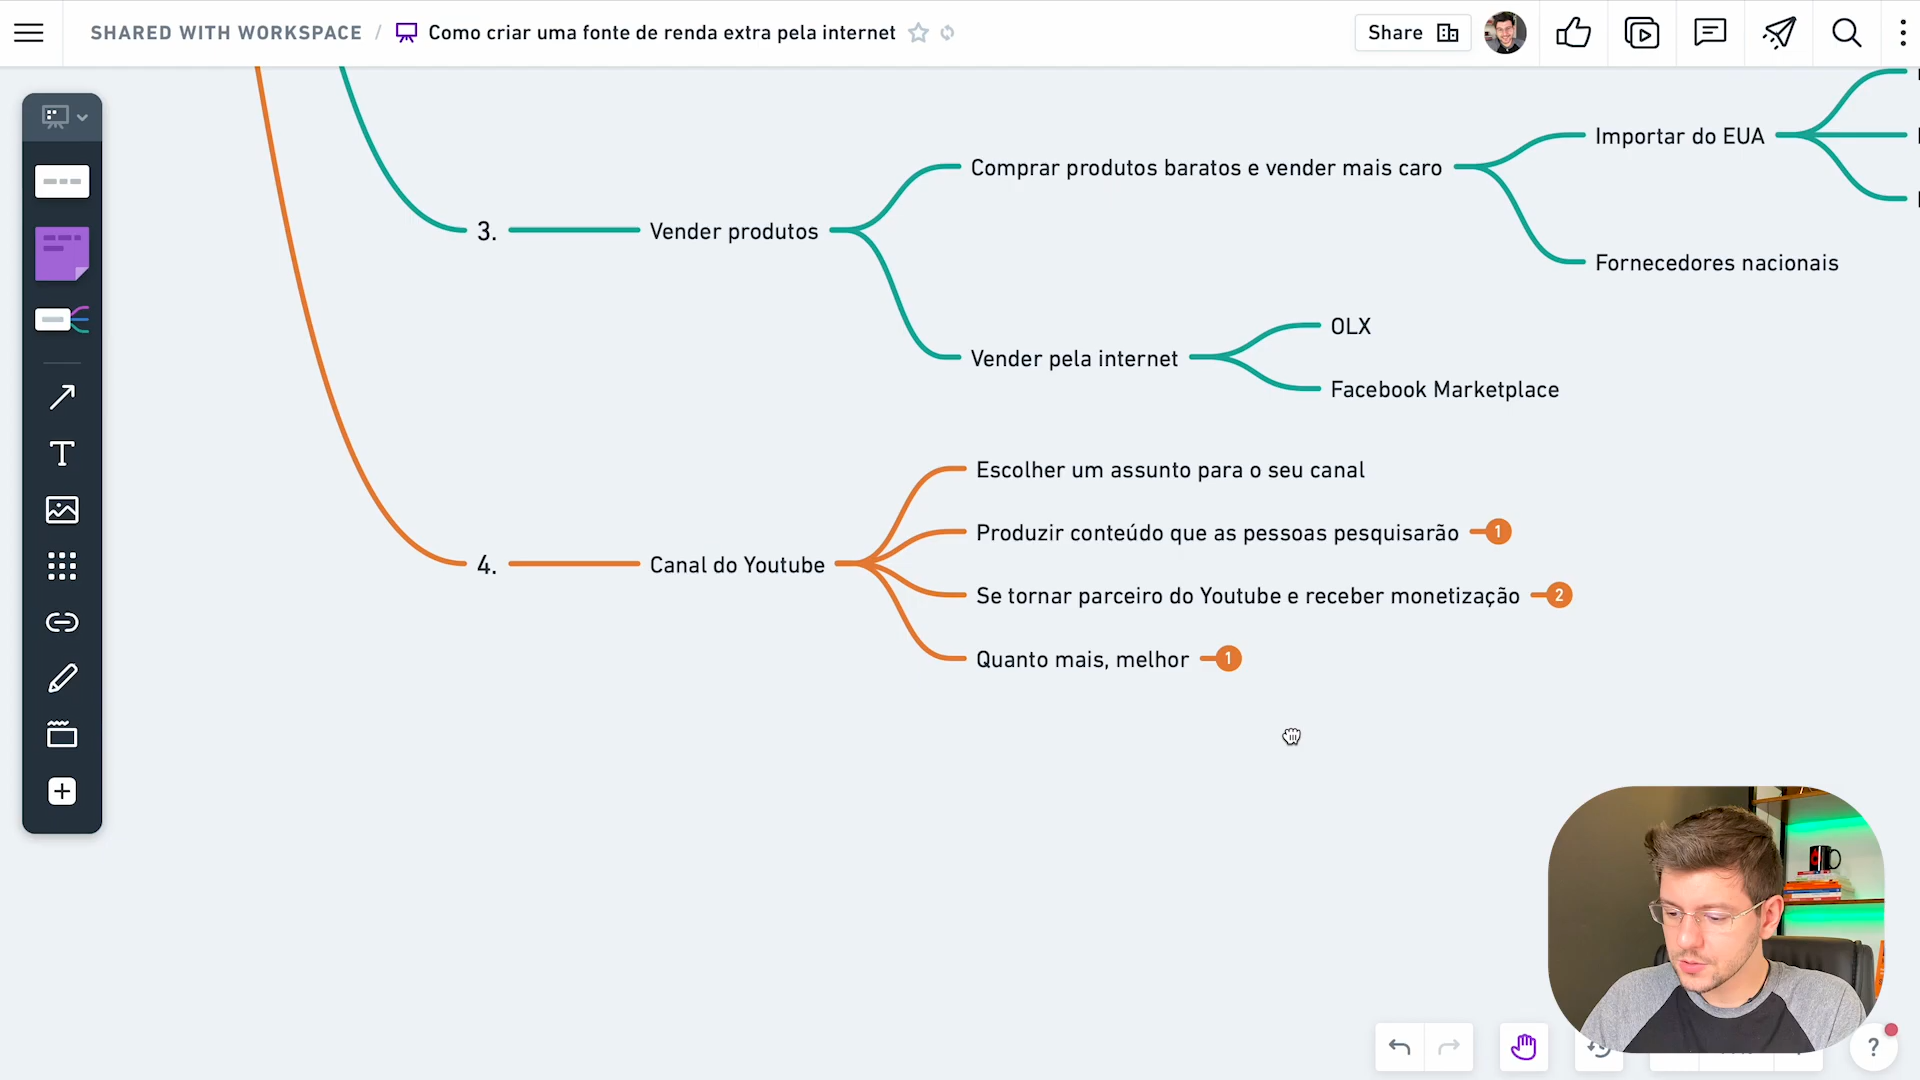 SHARED WITH WORKSPACE / Como criar uma fonte de renda extra pela internet
Share
Importar do EUA
Comprar produtos baratos e vender mais caro
3.
Vender produtos
Fornecedores nacionais
OLX
Vender pela internet
Facebook Marketplace
Escolher um assunto para o seu canal
Produzir conteúdo que as pessoas pesquisarão
1
4.
Canal do Youtube
Se tornar parceiro do Youtube e receber monetização
2
Quanto mais, melhor
1
T
?